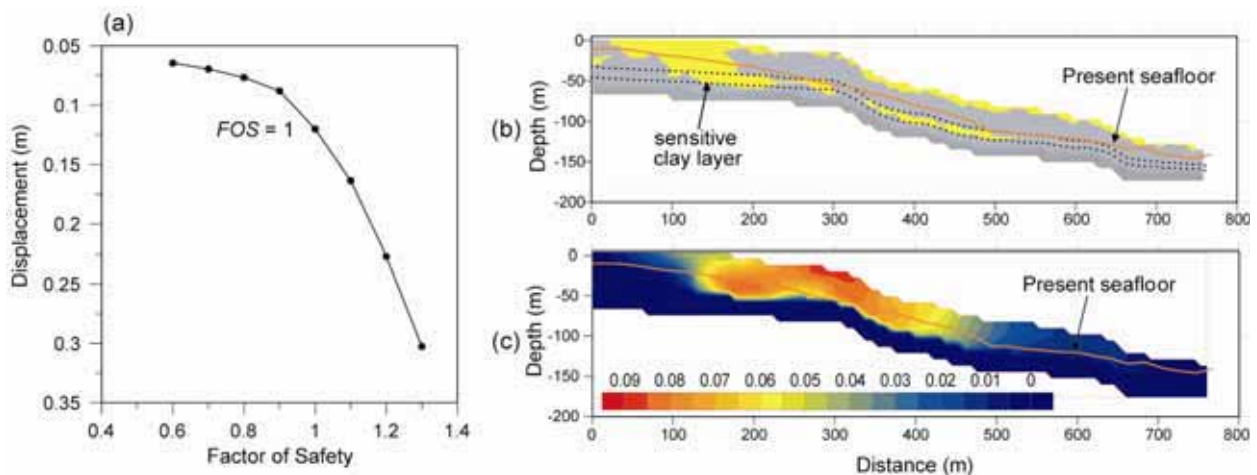 (a)
0.05
0.1
0.15
0.2
0.25
0.3
0.35
Displacement (m)
FOS = 1
0.4 0.6 0.8 1 1.2 1.4
Factor of Safety
(b)
0
-50
-100
-150
-200
Depth (m)
Present seafloor
sensitive
clay layer
0 100 200 300 400 500 600 700 800
(c)
0
-50
-100
-150
-200
Depth (m)
Present seafloor
0.09 0.08 0.07 0.06 0.05 0.04 0.03 0.02 0.01 0
0 100 200 300 400 500 600 700 800
Distance (m)